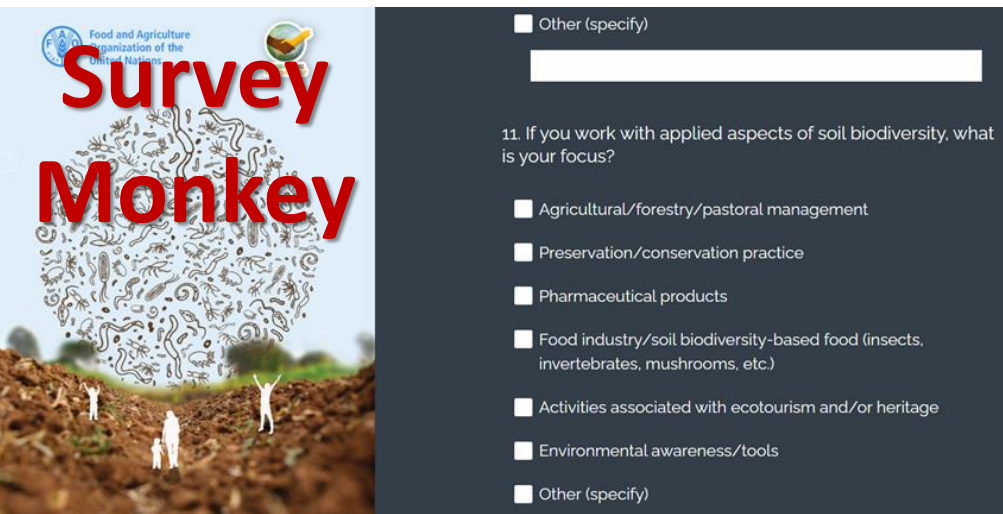 Food and Agriculture
Organization of the
United Nations
Survey
Monkey
Other (specify)
11. If you work with applied aspects of soil biodiversity, what
is your focus?
Agricultural/forestry/pastoral management
Preservation/conservation practice
Pharmaceutical products
Food industry/soil biodiversity-based food (insects,
invertebrates, mushrooms, etc.)
Activities associated with ecotourism and/or heritage
Environmental awareness/tools
Other (specify)